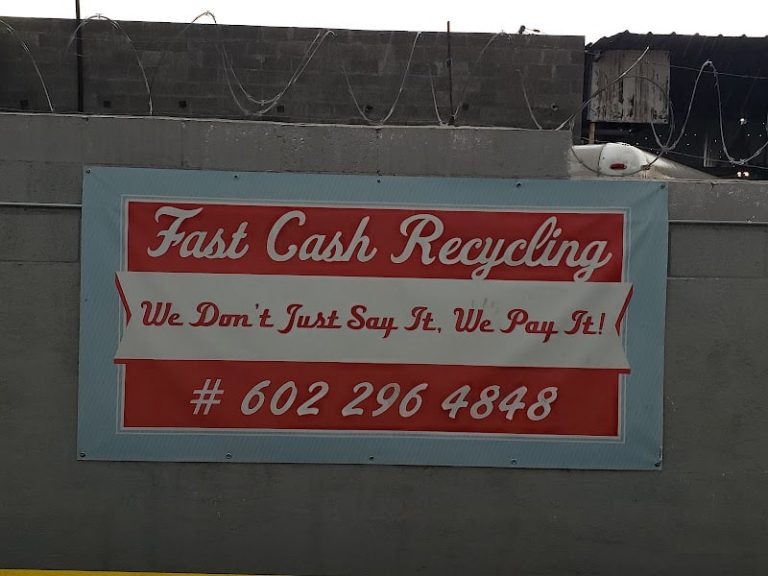 Fast Cash Recycling
We Don't Just Say It, We Pay It!
# 602 296 4848